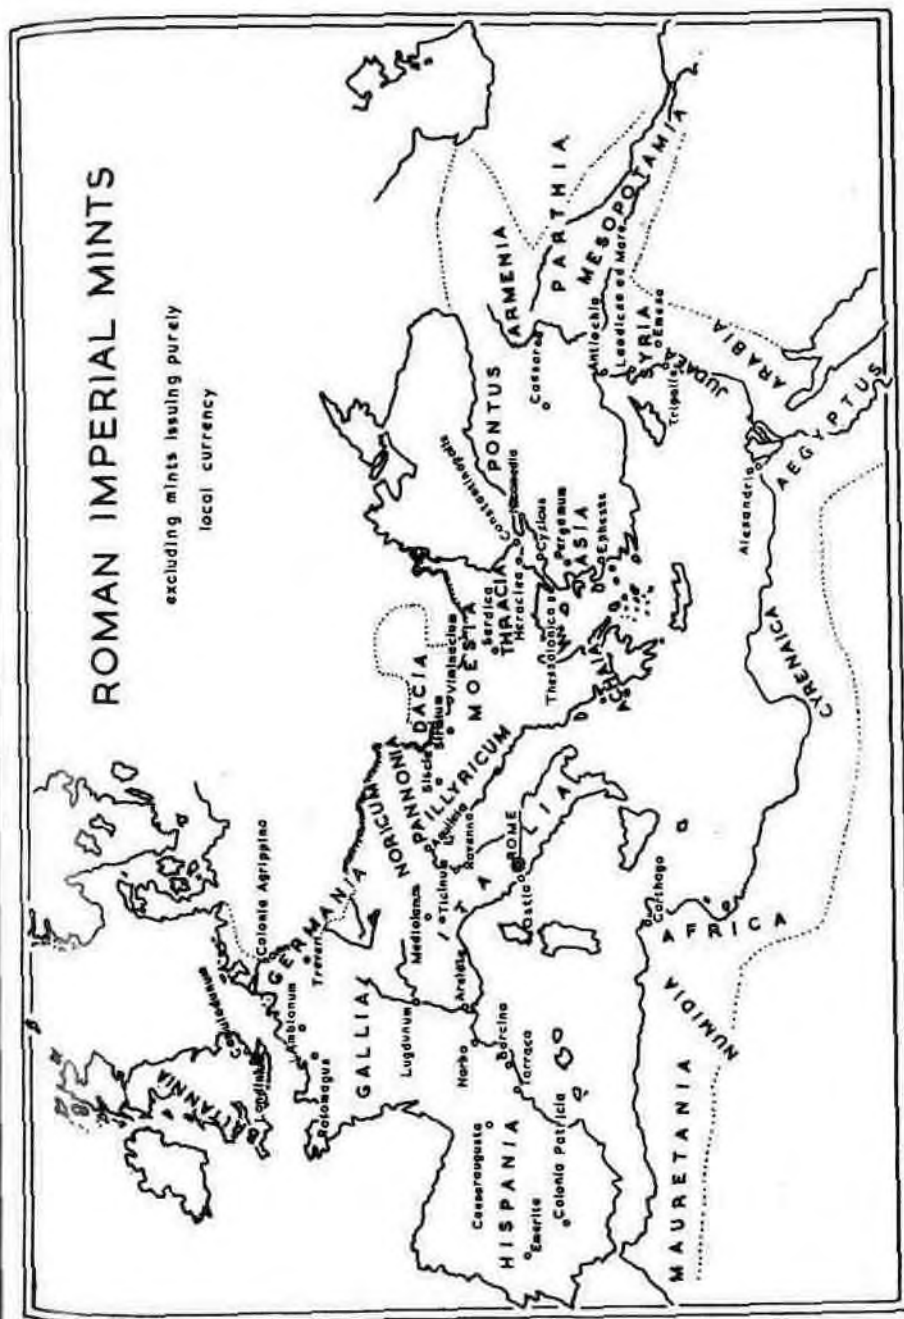 ROMAN IMPERIAL MINTS
excluding mints issuing purely
local currency
Camulodunum
Colonia Agrippina
GERMANIA
Treveri
Ambianum
Rotomagus
GALLIA
Lugdunum
Arelate
Narbo
Barcino
Tarraco
Caesaraugusta
HISPANIA
Emerita
Colonia Patricia
NORICUM
PANNONIA
DACIA
Siscia
Sirmium
Viminacium
MOESIA
ILLYRICUM
Aquileia
Ravenna
Ticinum
Mediolanum
ITALIA
ROME
Ostia
Serdica
THRACIA
Heraclea
Thessalonica
ACHAIA
Constantinopolis
Nicomedia
Cyzicus
Pergamum
ASIA
Ephesus
PONTUS
ARMENIA
Caesarea
PARTHIA
MESOPOTAMIA
Antiochia
Laodicea ad Mare
SYRIA
Emesa
Tripolis
JUDAEA
ARABIA
Alexandria
AEGYPTUS
CYRENAICA
Carthago
AFRICA
NUMIDIA
MAURETANIA